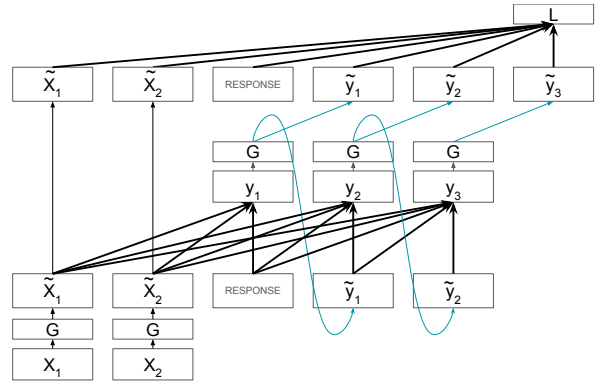 L
X̃₁ X̃₂ RESPONSE ỹ₁ ỹ₂ ỹ₃
G G G
y₁ y₂ y₃
X̃₁ X̃₂ RESPONSE ỹ₁ ỹ₂
G G
X₁ X₂